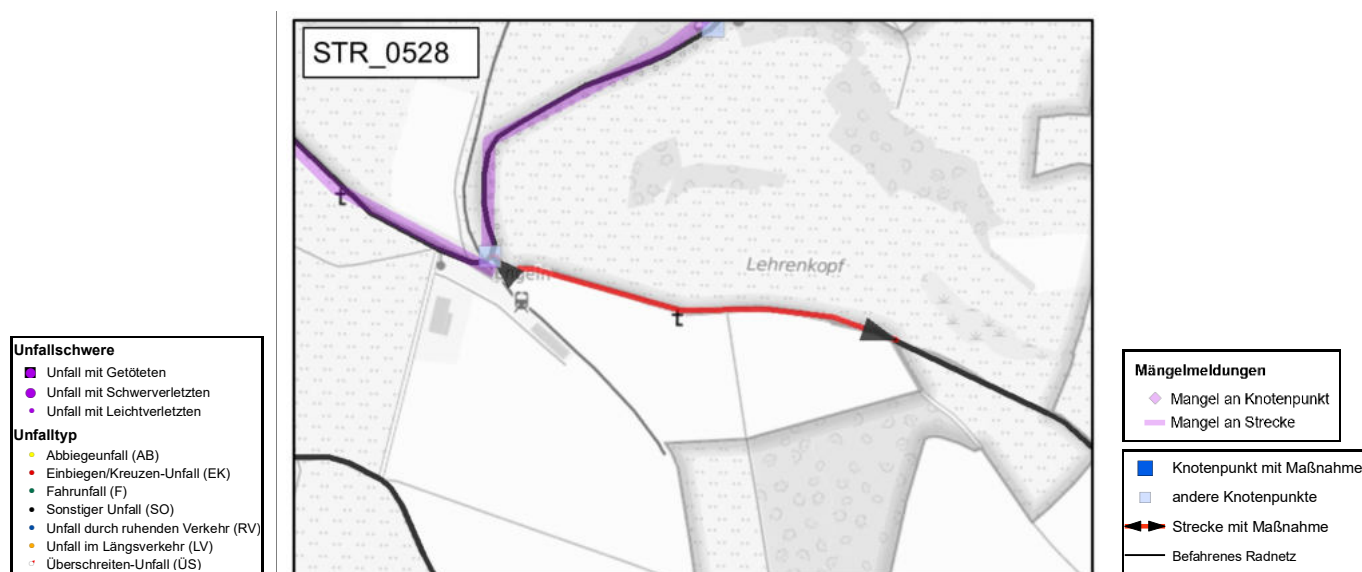 STR_0528
t
Engeln
Lehrenkopf
t
Unfallschwere
Unfall mit Getöteten
Unfall mit Schwerverletzten
Unfall mit Leichtverletzten
Unfalltyp
Abbiegeunfall (AB)
Einbiegen/Kreuzen-Unfall (EK)
Fahrunfall (F)
Sonstiger Unfall (SO)
Unfall durch ruhenden Verkehr (RV)
Unfall im Längsverkehr (LV)
Überschreiten-Unfall (ÜS)
Mängelmeldungen
Mangel an Knotenpunkt
Mangel an Strecke
Knotenpunkt mit Maßnahme
andere Knotenpunkte
Strecke mit Maßnahme
Befahrenes Radnetz